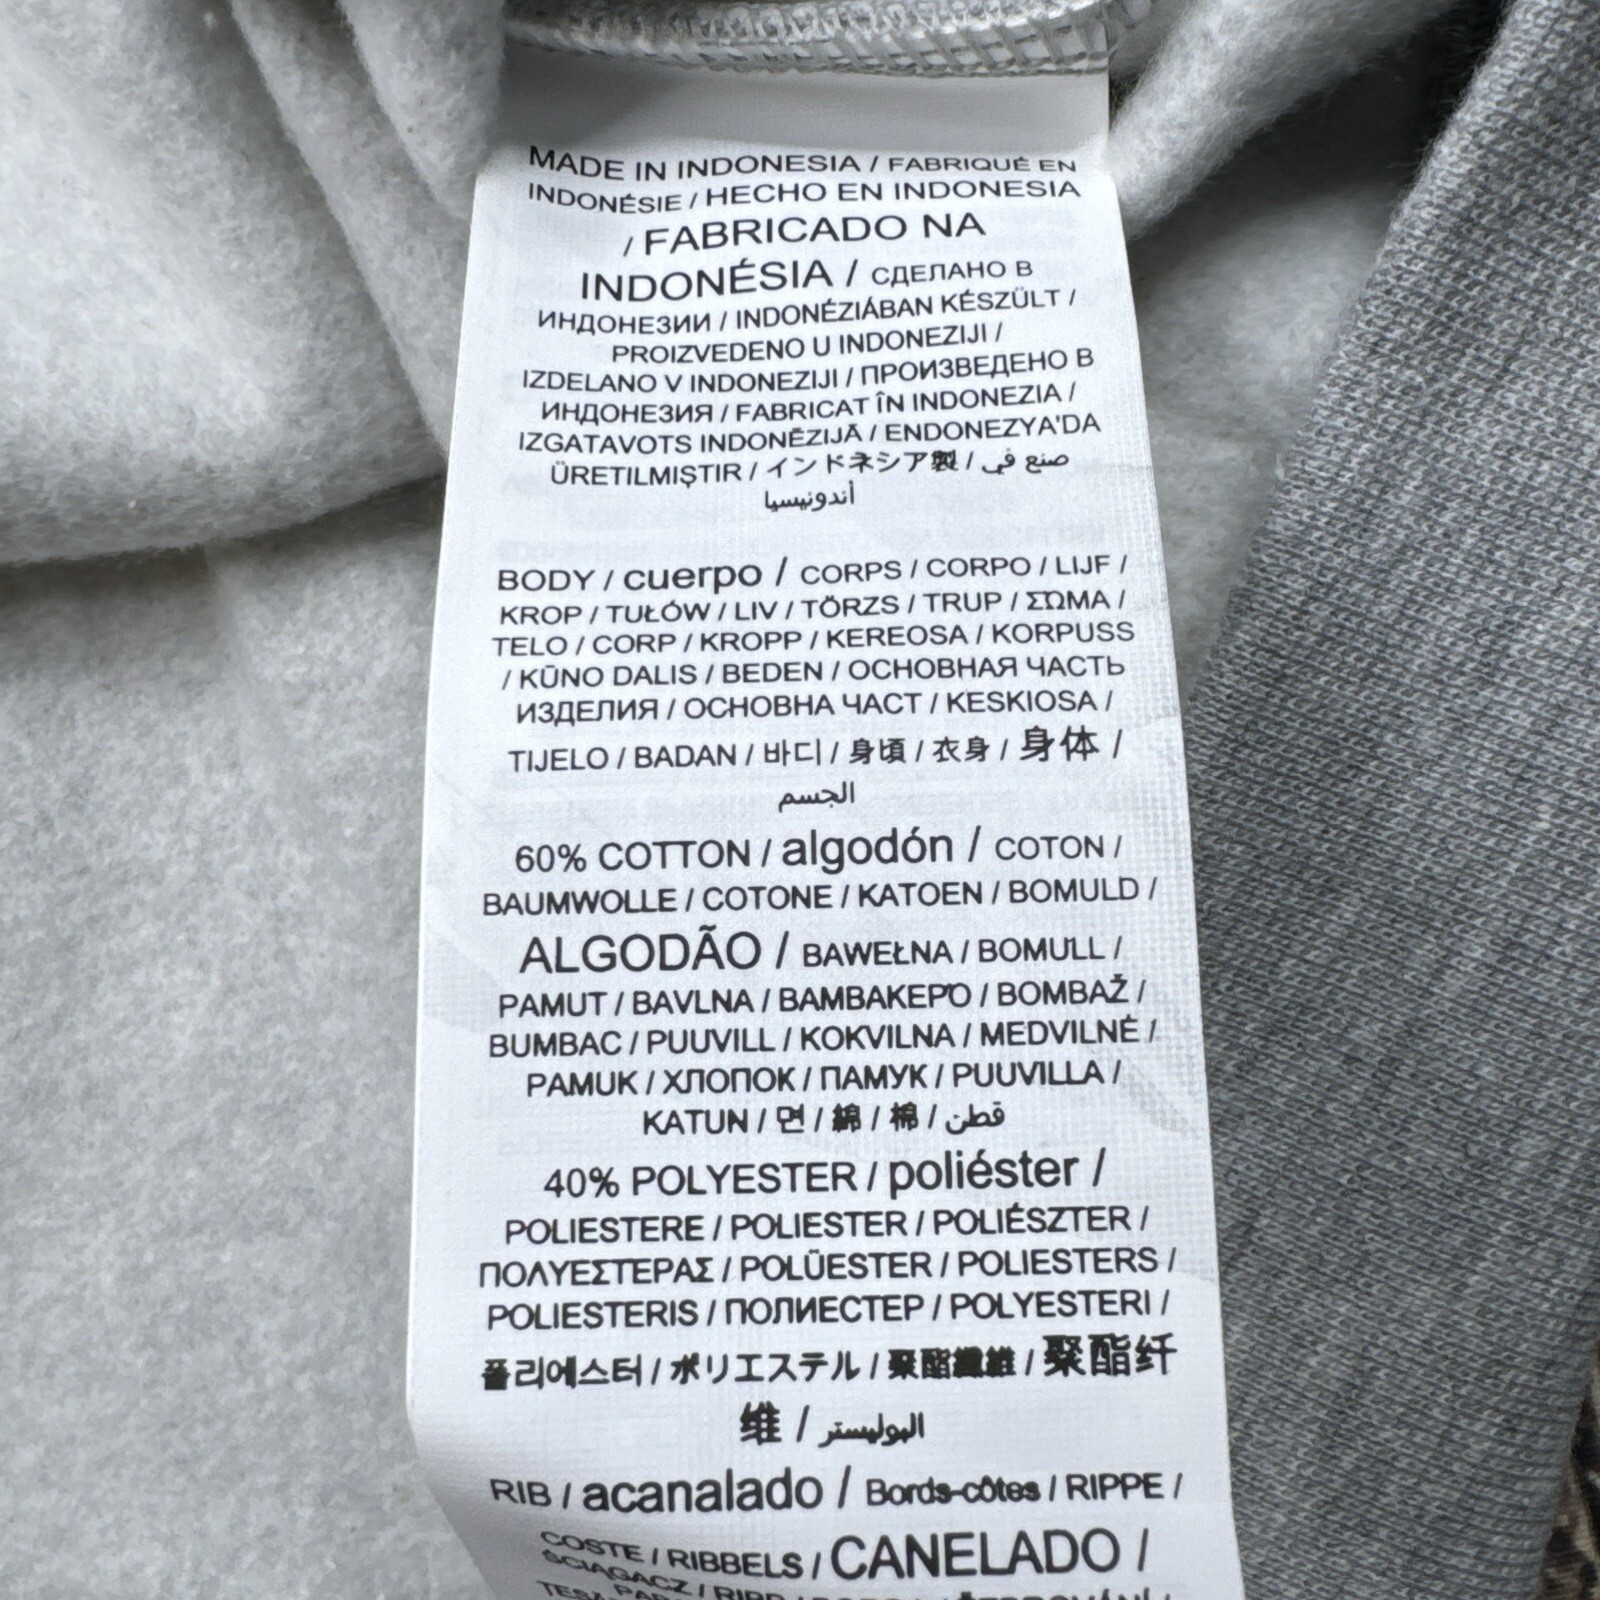 MADE IN INDONESIA / FABRIQUÉ EN
INDONÉSIE / HECHO EN INDONESIA
/ FABRICADO NA
INDONÉSIA / СДЕЛАНО В
ИНДОНЕЗИИ / INDONÉZIÁBAN KÉSZÜLT /
PROIZVEDENO U INDONEZIJI /
IZDELANO V INDONEZIJI / ПРОИЗВЕДЕНО В
ИНДОНЕЗИЯ / FABRICAT ÎN INDONEZIA /
IZGATAVOTS INDONĒZIJĀ / ENDONEZYA'DA
ÜRETILMIŞTIR / インドネシア製 / صنع في
أندونيسيا
BODY / cuerpo / CORPS / CORPO / LIJF /
KROP / TUŁÓW / LIV / TÖRZS / TRUP / ΣΩΜΑ /
TELO / CORP / KROPP / KEREOSA / KORPUSS
/ KŪNO DALIS / BEDEN / ОСНОВНАЯ ЧАСТЬ
ИЗДЕЛИЯ / ОСНОВНА ЧАСТ / KESKIOSA /
TIJELO / BADAN / 바디 / 身頃 / 衣身 / 身体 /
الجسم
60% COTTON / algodón / COTON /
BAUMWOLLE / COTONE / KATOEN / BOMULD /
ALGODÃO / BAWEŁNA / BOMULL /
PAMUT / BAVLNA / ΒΑΜΒΑΚΕΡΌ / BOMBAŽ /
BUMBAC / PUUVILL / KOKVILNA / MEDVILNĖ /
PAMUK / ХЛОПОК / ПАМУК / PUUVILLA /
KATUN / 면 / 綿 / 棉 / قطن
40% POLYESTER / poliéster /
POLIESTERE / POLIESTER / POLIÉSZTER /
ΠΟΛΥΕΣΤΕΡΑΣ / POLÜESTER / POLIESTERS /
POLIESTERIS / ПОЛИЕСТЕР / POLYESTERI /
폴리에스터 / ポリエステル / 聚酯纖維 / 聚酯纤
维 / البوليستر
RIB / acanalado / Bords-côtes / RIPPE /
COSTE / RIBBELS / CANELADO /
ŚCIĄGACZ / RIPP